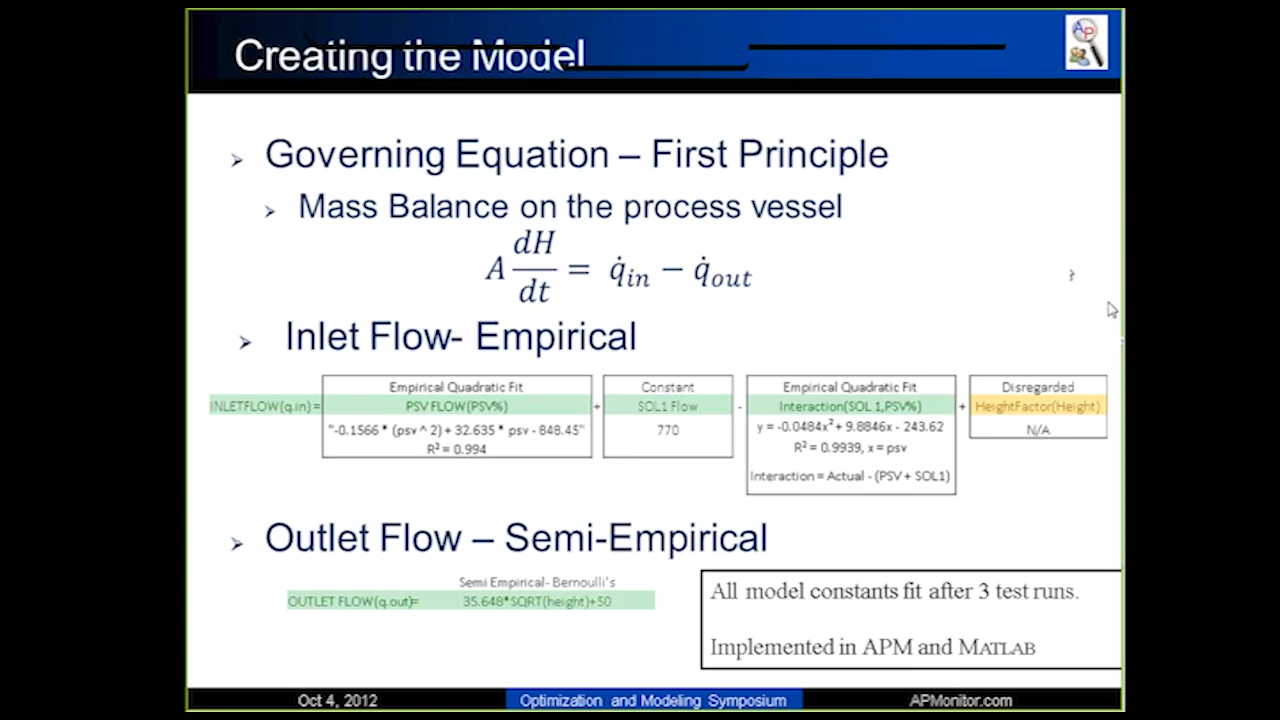 Creating the Model
AP
Governing Equation – First Principle
Mass Balance on the process vessel
A dH/dt = q̇in − q̇out
Inlet Flow- Empirical
Empirical Quadratic Fit
Constant
Empirical Quadratic Fit
Disregarded
INLETFLOW(q.in)= PSV FLOW(PSV%) + SOL1 Flow - Interaction(SOL 1,PSV%) + HeightFactor(Height)
"-0.1566 * (psv ^ 2) + 32.635 * psv - 848.45"
770
y = -0.0484x² + 9.8846x - 243.62
N/A
R² = 0.994
R² = 0.9939, x = psv
Interaction = Actual - (PSV + SOL1)
Outlet Flow – Semi-Empirical
Semi Empirical- Bernoulli's
OUTLET FLOW(q.out)= 35.648*SQRT(height)+50
All model constants fit after 3 test runs.
Implemented in APM and MATLAB
Oct 4, 2012
Optimization and Modeling Symposium
APMonitor.com